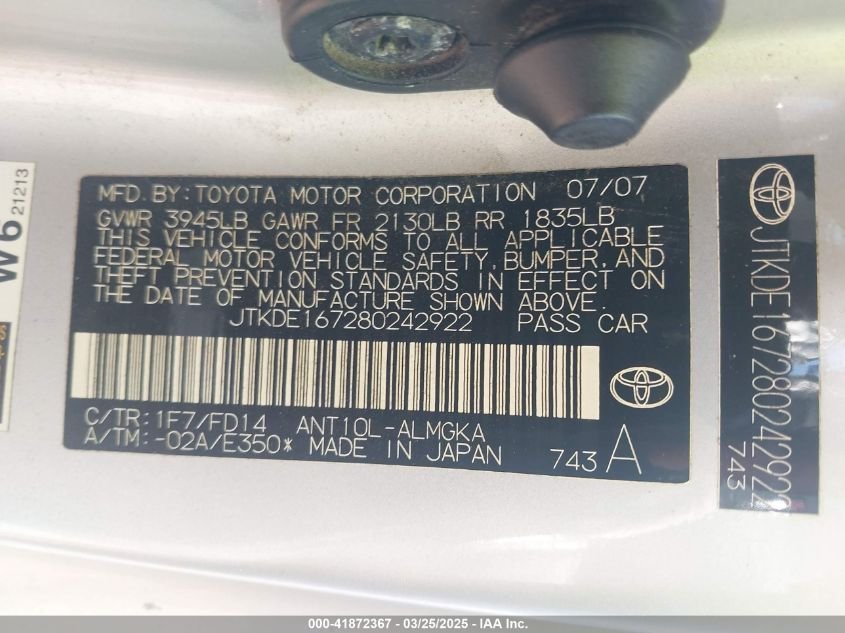 MFD. BY: TOYOTA MOTOR CORPORATION 07/07
GVWR 3945LB GAWR FR 2130LB RR 1835LB
THIS VEHICLE CONFORMS TO ALL APPLICABLE
FEDERAL MOTOR VEHICLE SAFETY, BUMPER, AND
THEFT PREVENTION STANDARDS IN EFFECT ON
THE DATE OF MANUFACTURE SHOWN ABOVE.
JTKDE167280242922 PASS CAR
C/TR: 1F7/FD14 ANT10L-ALMGKA
A/TM: -02A/E350* MADE IN JAPAN 743 A
JTKDE167280242922
743
W6
21213
000-41872367 - 03/25/2025 - IAA Inc.